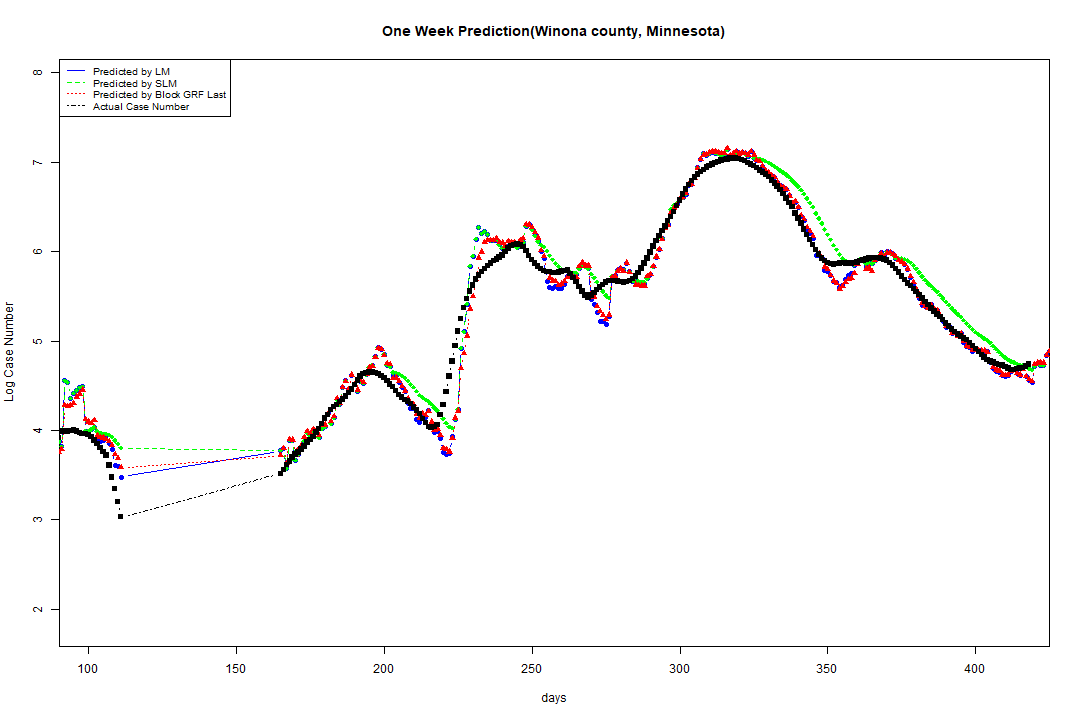 One Week Prediction(Winona county, Minnesota)
Predicted by LM
Predicted by SLM
Predicted by Block GRF Last
Actual Case Number
8
7
6
5
4
3
2
Log Case Number
100 150 200 250 300 350 400
days